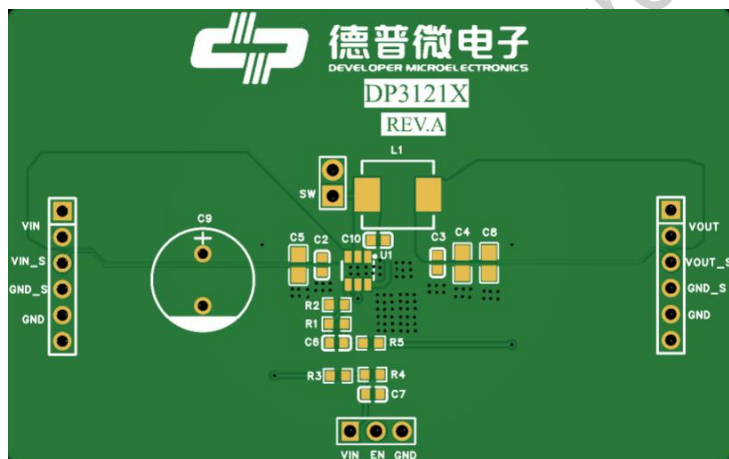 德普微电子
DEVELOPER MICROELECTRONICS
DP3121X
REV.A
L1
SW
VIN
VIN_S
GND_S
GND
C9
+
C5
C2
C10
U1
C3
C4
C8
VOUT
VOUT_S
GND_S
GND
R2
R1
C6
R5
R3
R4
C7
VIN EN GND